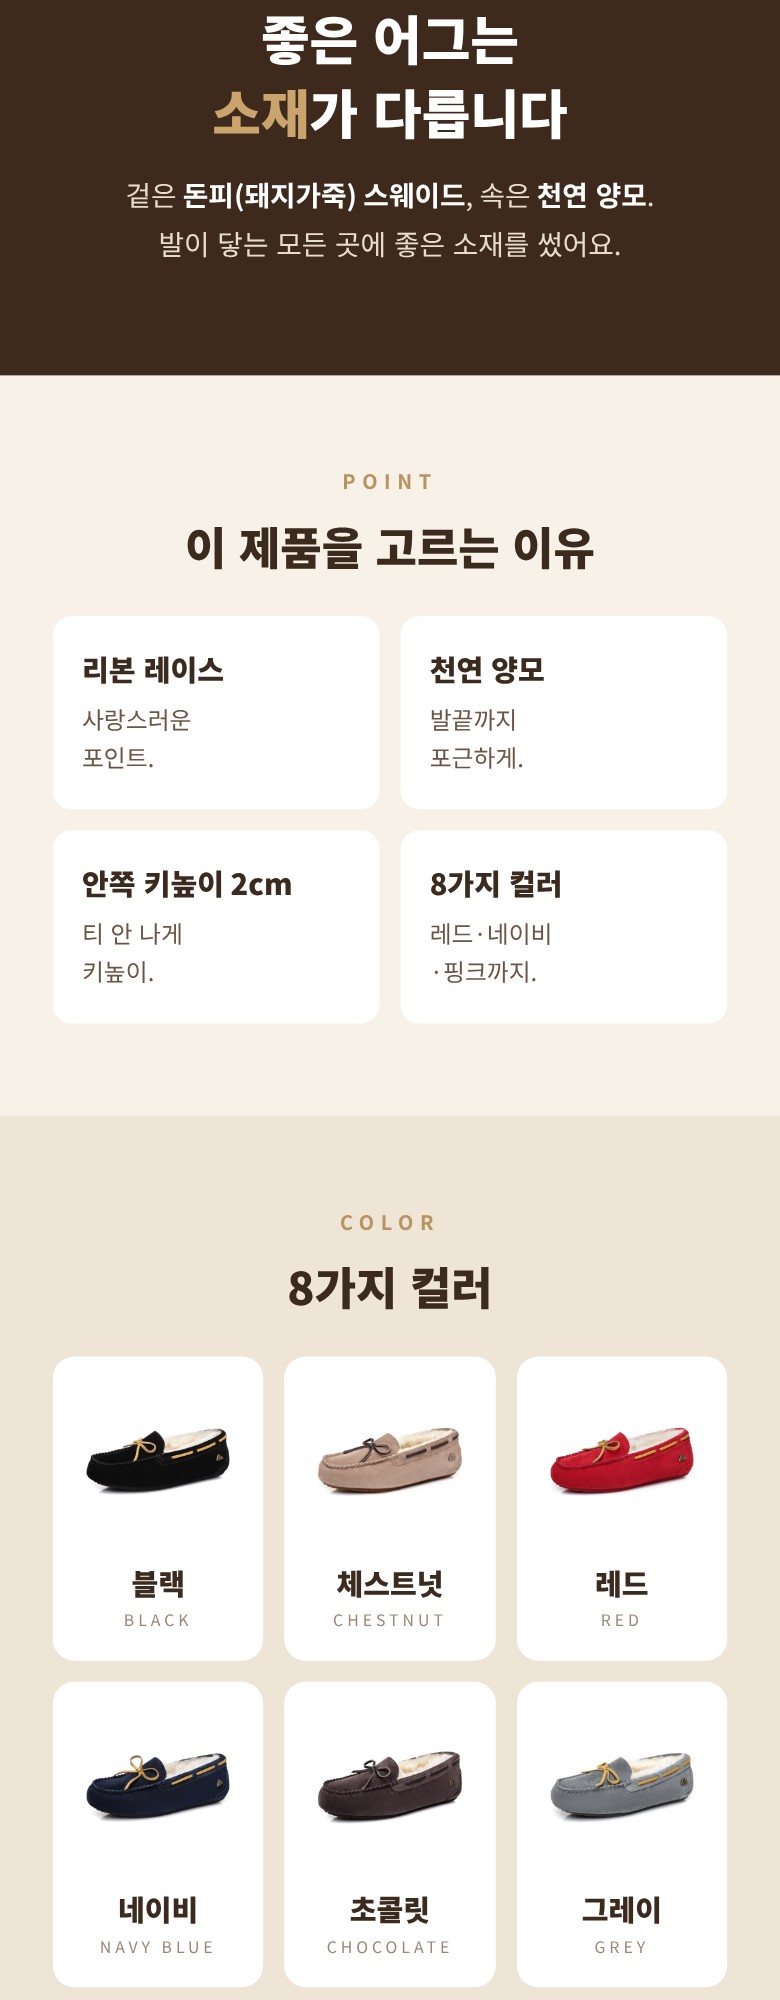 좋은 어그는
소재가 다릅니다
겉은 돈피(돼지가죽) 스웨이드, 속은 천연 양모.
발이 닿는 모든 곳에 좋은 소재를 썼어요.
POINT
이 제품을 고르는 이유
리본 레이스
사랑스러운
포인트.
천연 양모
발끝까지
포근하게.
안쪽 키높이 2cm
티 안 나게
키높이.
8가지 컬러
레드·네이비
·핑크까지.
COLOR
8가지 컬러
블랙
BLACK
체스트넛
CHESTNUT
레드
RED
네이비
NAVY BLUE
초콜릿
CHOCOLATE
그레이
GREY